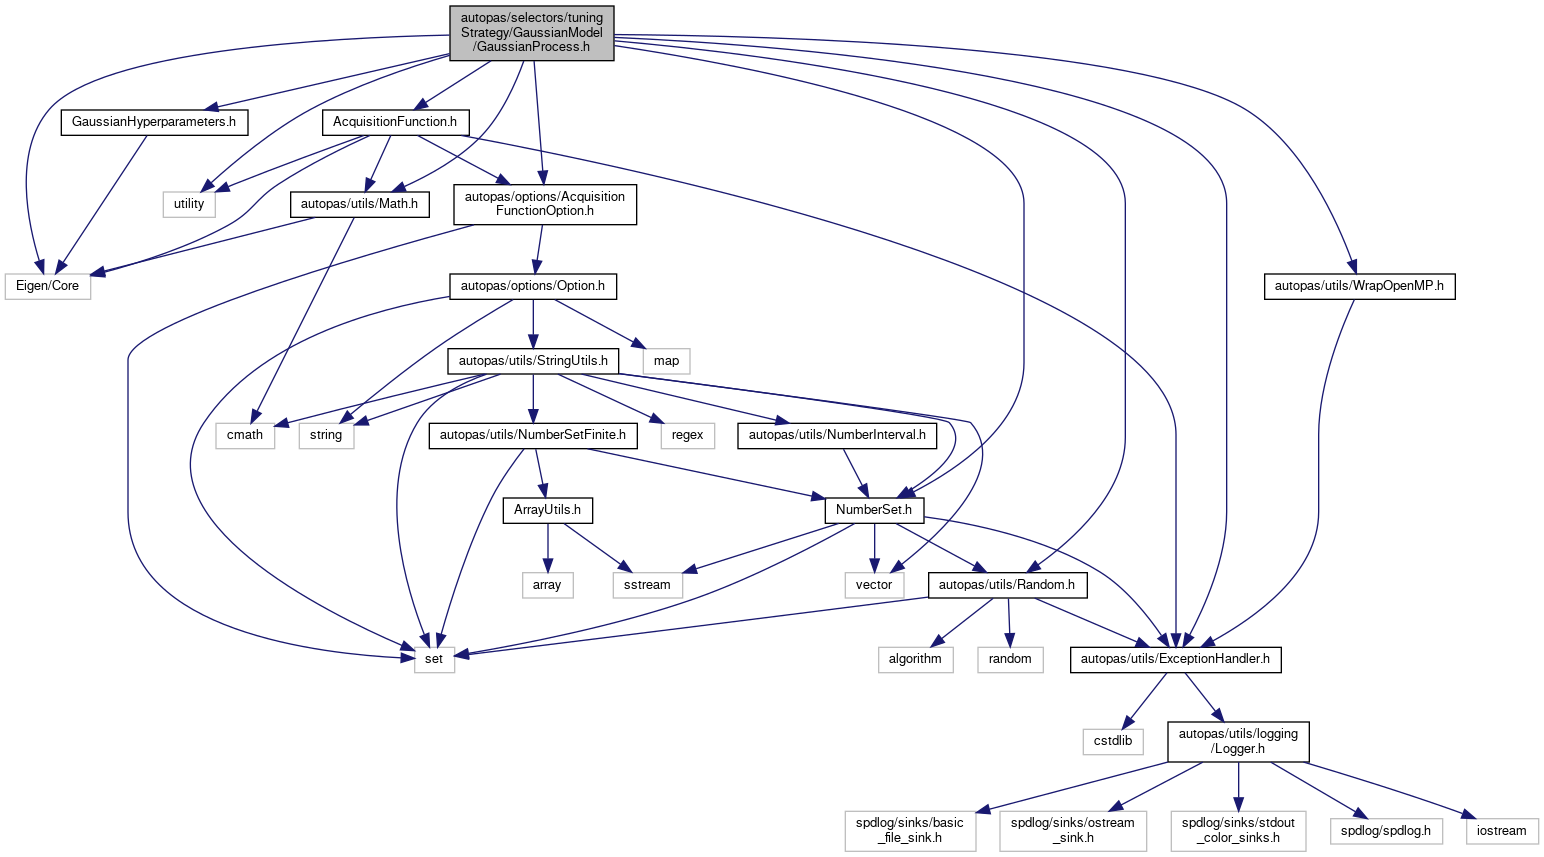 autopas/selectors/tuning
Strategy/GaussianModel
/GaussianProcess.h
GaussianHyperparameters.h
AcquisitionFunction.h
utility
autopas/utils/Math.h
autopas/options/Acquisition
FunctionOption.h
Eigen/Core
autopas/options/Option.h
autopas/utils/WrapOpenMP.h
autopas/utils/StringUtils.h
map
cmath
string
autopas/utils/NumberSetFinite.h
regex
autopas/utils/NumberInterval.h
ArrayUtils.h
NumberSet.h
array
sstream
vector
autopas/utils/Random.h
set
algorithm
random
autopas/utils/ExceptionHandler.h
cstdlib
autopas/utils/logging
/Logger.h
spdlog/sinks/basic
_file_sink.h
spdlog/sinks/ostream
_sink.h
spdlog/sinks/stdout
_color_sinks.h
spdlog/spdlog.h
iostream